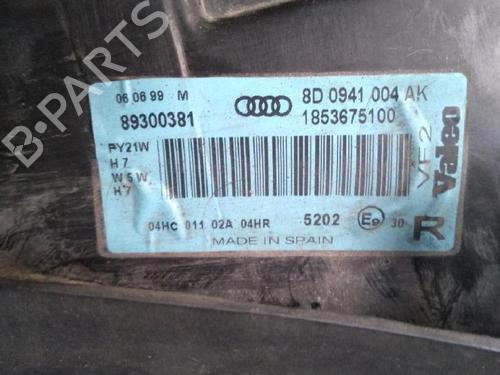 06 06 99 M
8D 0941 004 AK
89300381
1853675100
PY21W
H7
W5W
H7
04HC 011 02A 04HR
5202
E9
30
R
MADE IN SPAIN
VF2
Valeo
B-PARTS